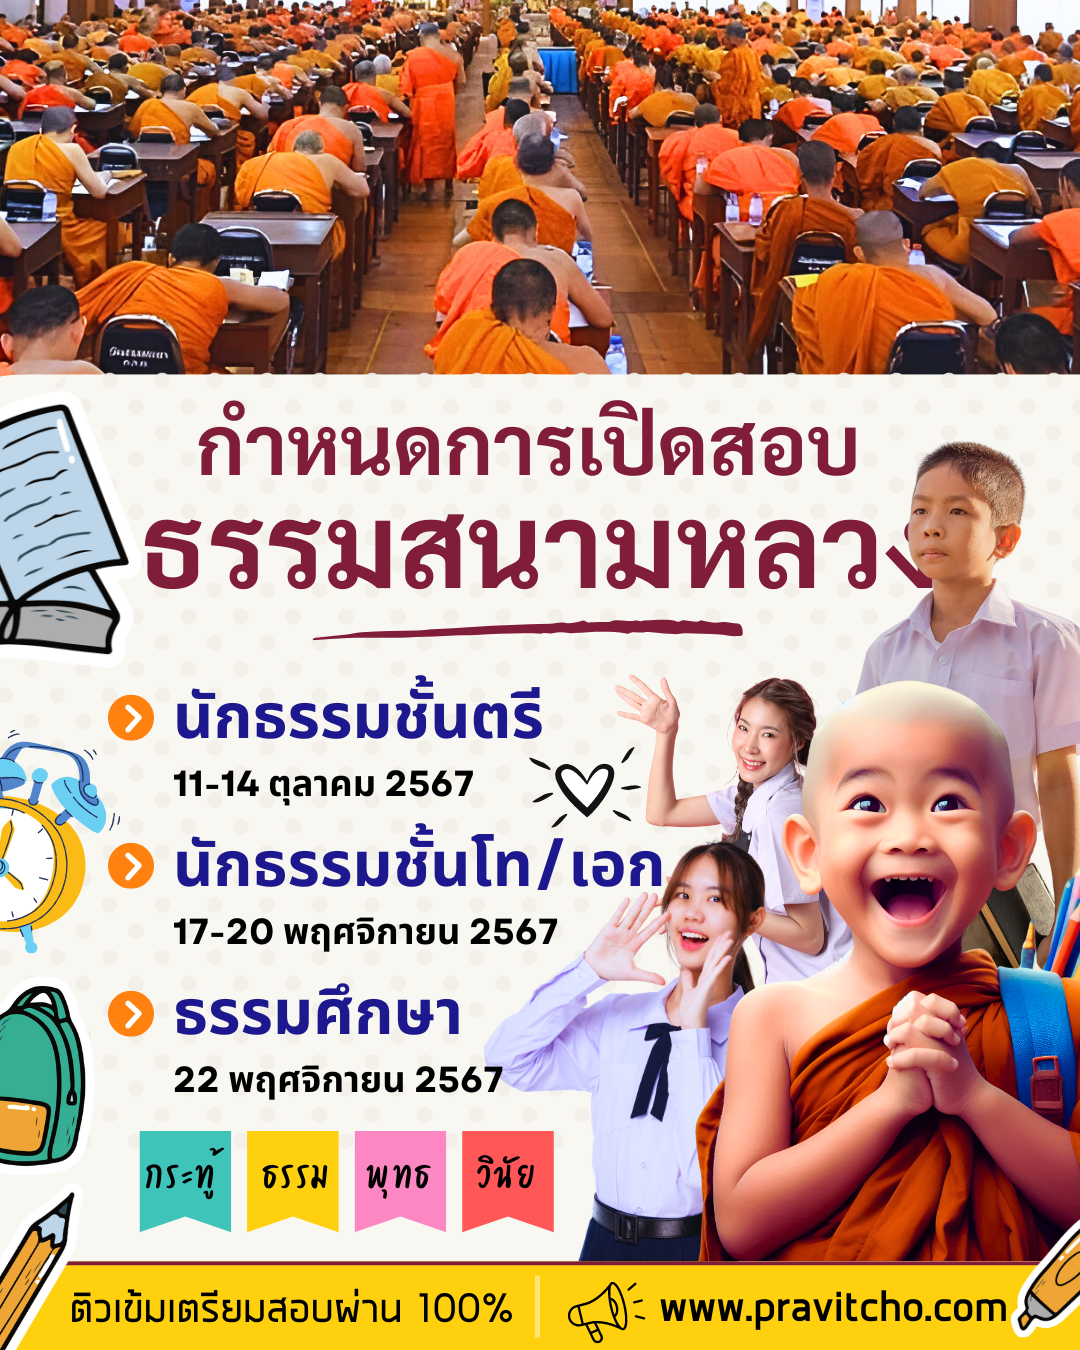 กำหนดการเปิดสอบ
ธรรมสนามหลวง
นักธรรมชั้นตรี
11-14 ตุลาคม 2567
นักธรรมชั้นโท/เอก
17-20 พฤศจิกายน 2567
ธรรมศึกษา
22 พฤศจิกายน 2567
กระทู้ ธรรม พุทธ วินัย
ติวเข้มเตรียมสอบผ่าน 100% www.pravitcho.com